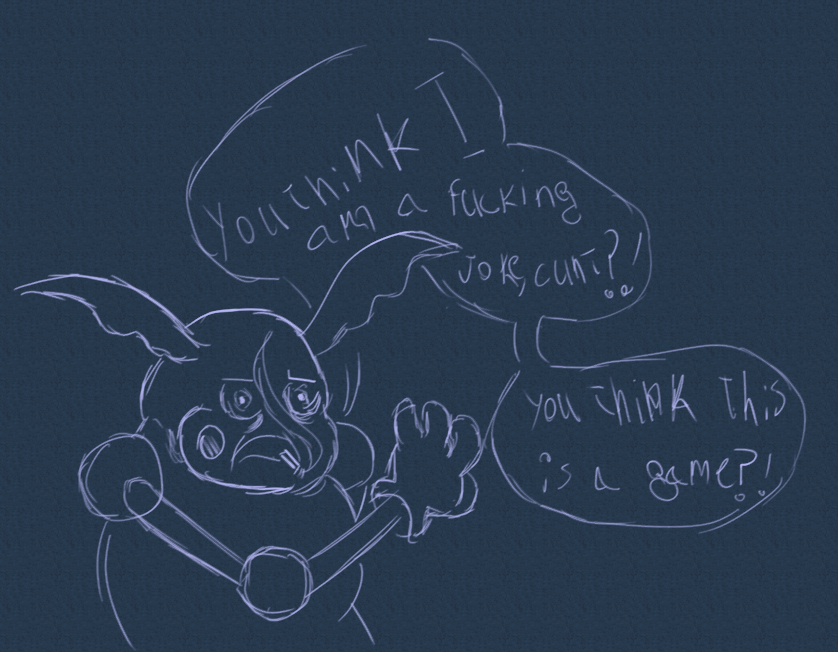 You think I
am a fucking
joke, cunt?!
You think this
is a game?!